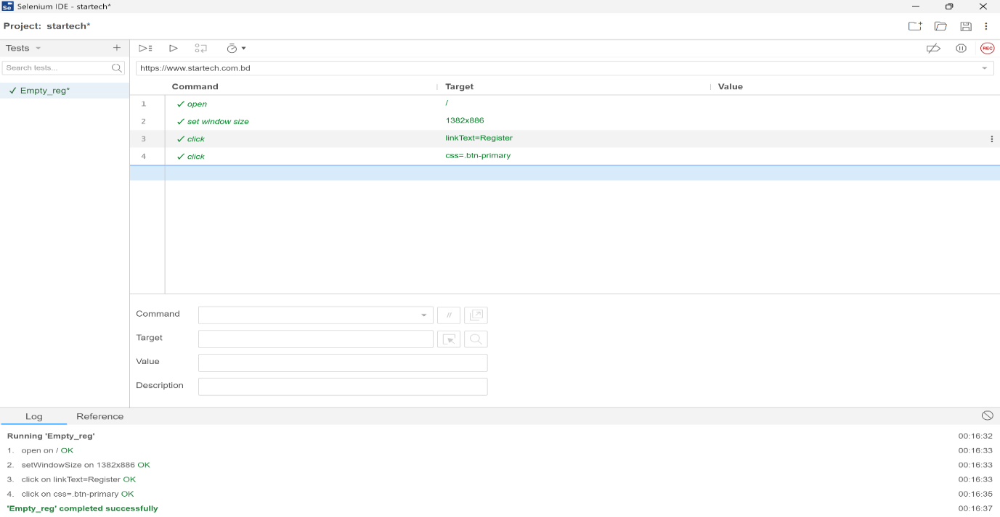 Se Selenium IDE - startech*
Project: startech*
Tests
Search tests...
Empty_reg*
REC
https://www.startech.com.bd
Command Target Value
1 open /
2 set window size 1382x886
3 click linkText=Register
4 click css=.btn-primary
Command //
Target
Value
Description
Log Reference
Running 'Empty_reg' 00:16:32
1. open on / OK 00:16:33
2. setWindowSize on 1382x886 OK 00:16:33
3. click on linkText=Register OK 00:16:33
4. click on css=.btn-primary OK 00:16:35
'Empty_reg' completed successfully 00:16:37